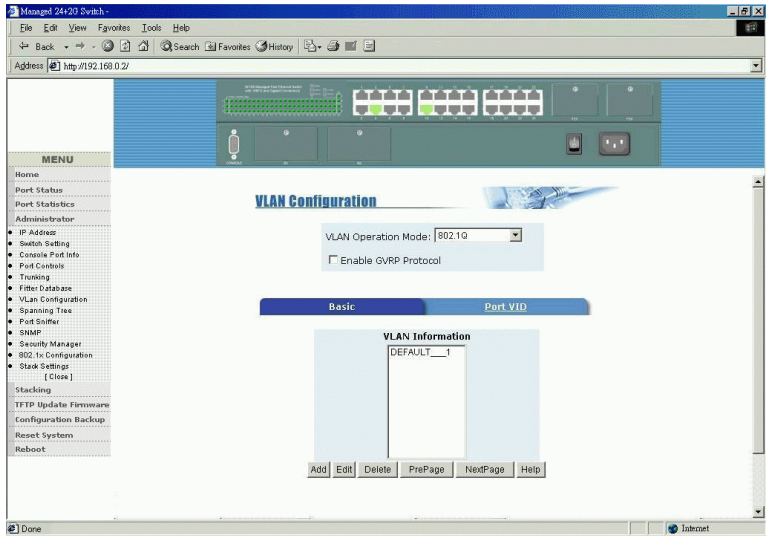 Managed 24+2G Switch -
File Edit View Favorites Tools Help
Back Search Favorites History
Address http://192.168.0.2/
CONSOLE
MENU
Home
Port Status
Port Statistics
Administrator
IP Address
Switch Setting
Console Port Info
Port Controls
Trunking
Fitter Database
VLan Configuration
Spanning Tree
Port Sniffer
SNMP
Security Manager
802.1x Configuration
Stack Settings
[ Close ]
Stacking
TFTP Update Firmware
Configuration Backup
Reset System
Reboot
VLAN Configuration
VLAN Operation Mode: 802.1Q
Enable GVRP Protocol
Basic Port VID
VLAN Information
DEFAULT___1
Add Edit Delete PrePage NextPage Help
Done Internet